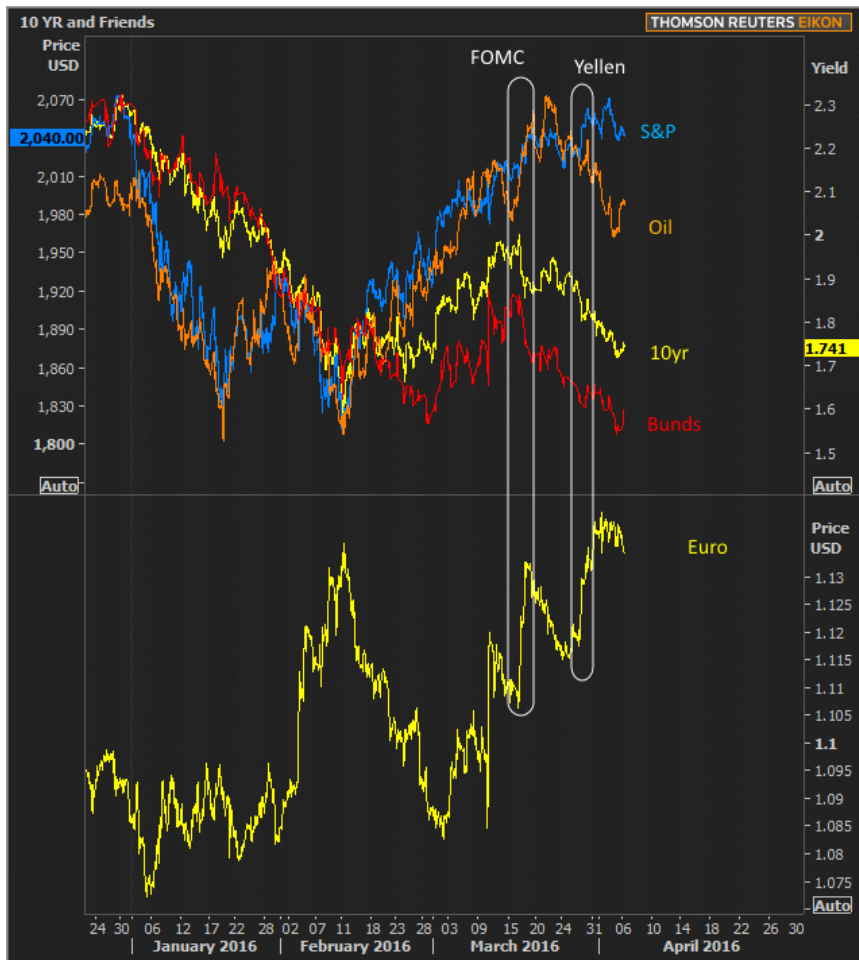 10 YR and Friends
THOMSON REUTERS EIKON
Price
USD
FOMC
Yellen
Yield
2,070
2.3
2,040.00
S&P
2.2
2,010
2.1
1,980
Oil
2
1,950
1.9
1,920
1.8
1,890
10yr
1.741
1,860
1.7
1,830
Bunds
1.6
1,800
1.5
Auto
Auto
Price
USD
Euro
1.13
1.125
1.12
1.115
1.11
1.105
1.1
1.095
1.09
1.085
1.08
1.075
Auto
24 30 06 12 17 22 28 02 07 11 18 23 28 03 09 15 20 24 31 06 10 14 18 22 26 30
January 2016 February 2016 March 2016 April 2016